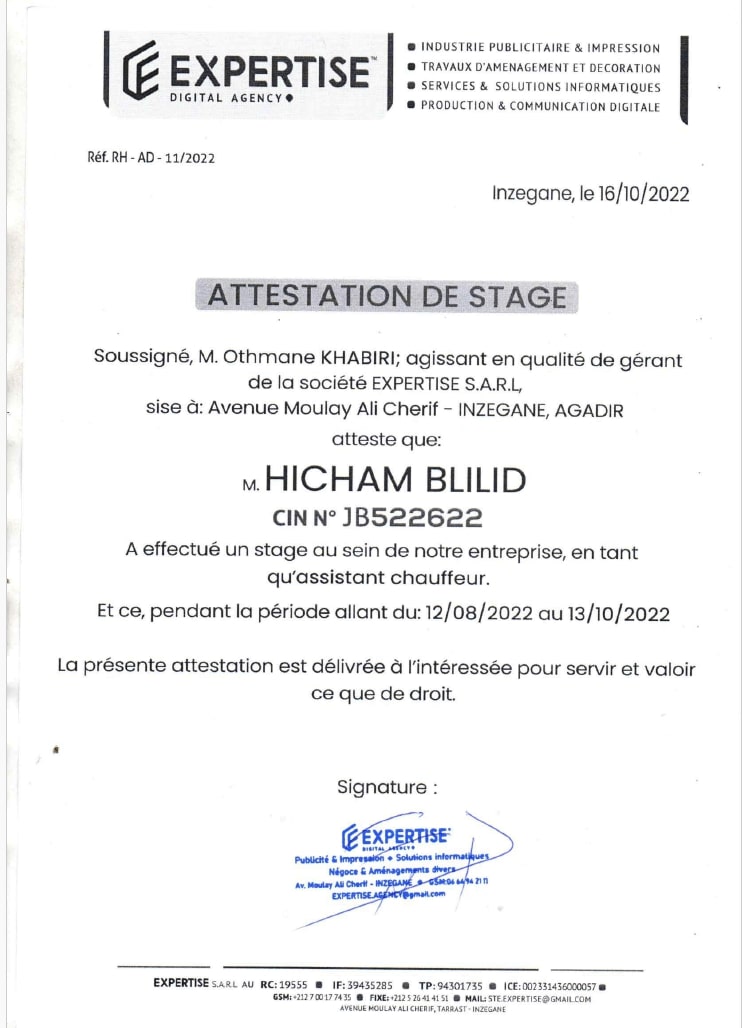 EXPERTISE™
DIGITAL AGENCY
INDUSTRIE PUBLICITAIRE & IMPRESSION
TRAVAUX D'AMENAGEMENT ET DECORATION
SERVICES & SOLUTIONS INFORMATIQUES
PRODUCTION & COMMUNICATION DIGITALE
Réf. RH - AD - 11/2022
Inzegane, le 16/10/2022
ATTESTATION DE STAGE
Soussigné, M. Othmane KHABIRI; agissant en qualité de gérant
de la société EXPERTISE S.A.R.L,
sise à: Avenue Moulay Ali Cherif - INZEGANE, AGADIR
atteste que:
M. HICHAM BLILID
CIN N° JB522622
A effectué un stage au sein de notre entreprise, en tant
qu'assistant chauffeur.
Et ce, pendant la période allant du: 12/08/2022 au 13/10/2022
La présente attestation est délivrée à l'intéressée pour servir et valoir
ce que de droit.
Signature :
EXPERTISE
DIGITAL AGENCY
Publicité & Impression + Solutions informatiques
Négoce & Aménagements divers
Av. Moulay Ali Cherif - INZEGANE GSM:06 64 94 21 11
EXPERTISE.AGENCY@gmail.com
EXPERTISE S.A.R.L AU RC: 19555 IF: 39435285 TP: 94301735 ICE: 002331436000057
GSM: +212 7 00 17 74 35 FIXE: +212 5 26 41 41 51 MAIL: STE.EXPERTISE@GMAIL.COM
AVENUE MOULAY ALI CHERIF, TARRAST - INZEGANE